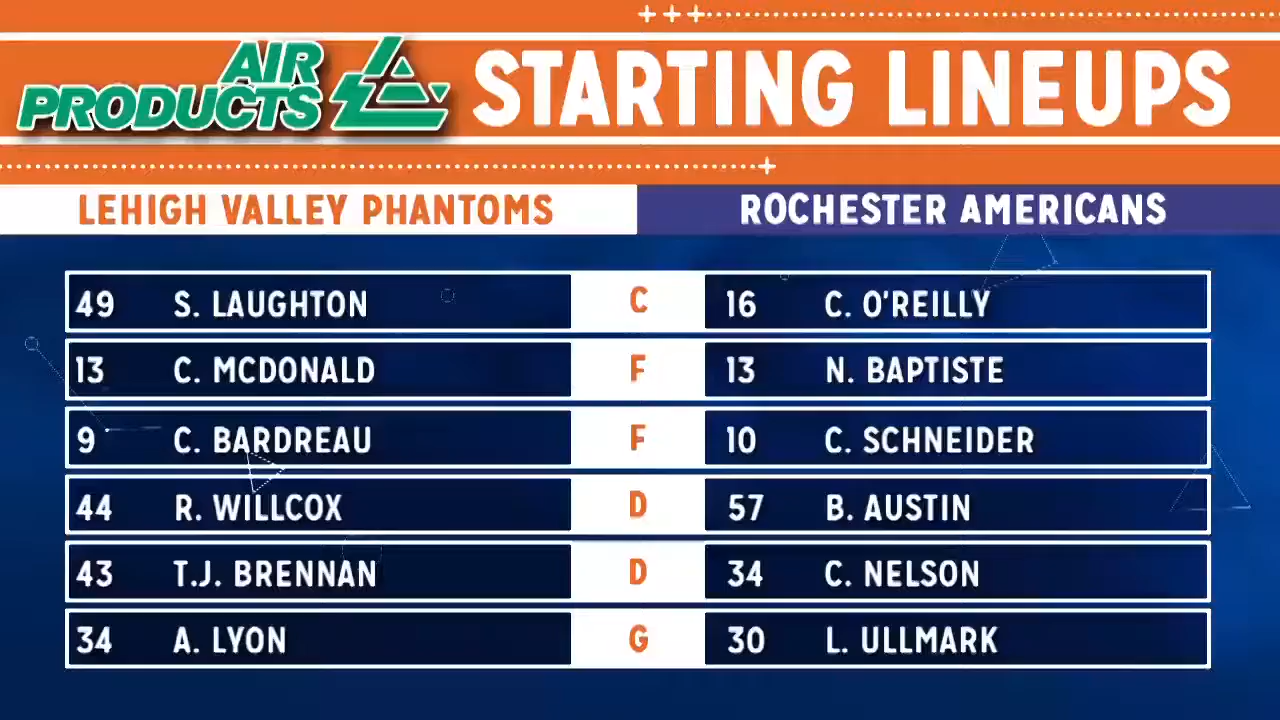 AIR
PRODUCTS
STARTING LINEUPS
LEHIGH VALLEY PHANTOMS ROCHESTER AMERICANS
49 S. LAUGHTON C 16 C. O'REILLY
13 C. MCDONALD F 13 N. BAPTISTE
9 C. BARDREAU F 10 C. SCHNEIDER
44 R. WILLCOX D 57 B. AUSTIN
43 T.J. BRENNAN D 34 C. NELSON
34 A. LYON G 30 L. ULLMARK